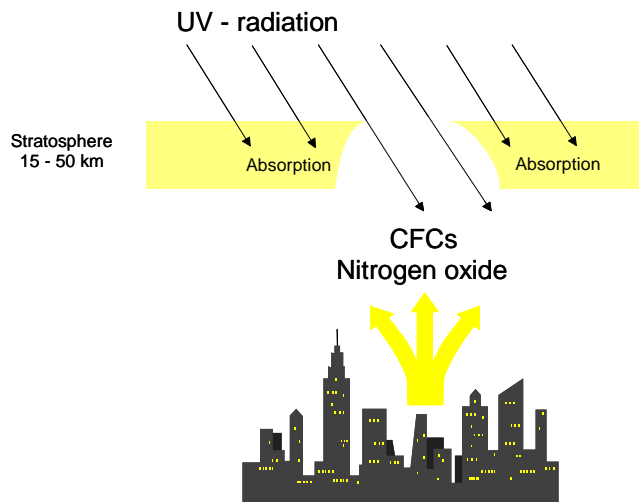 UV - radiation
Stratosphere
15 - 50 km
Absorption
Absorption
CFCs
Nitrogen oxide